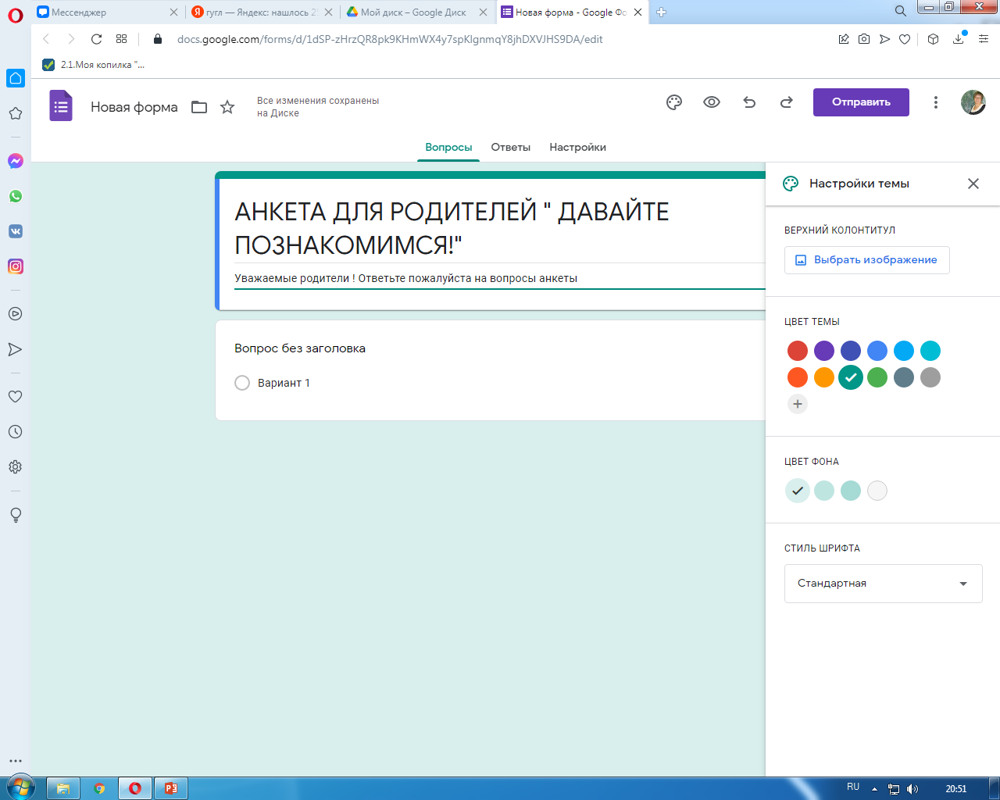 Мессенджер
гугл — Яндекс: нашлось 2
Мой диск – Google Диск
Новая форма - Google Фо
docs.google.com/forms/d/1dSP-zHrzQR8pk9KHmWX4y7spKIgnmqY8jhDXVJHS9DA/edit
2.1.Моя копилка "...
Новая форма
Все изменения сохранены
на Диске
Отправить
Вопросы
Ответы
Настройки
АНКЕТА ДЛЯ РОДИТЕЛЕЙ " ДАВАЙТЕ
ПОЗНАКОМИМСЯ!"
Уважаемые родители ! Ответьте пожалуйста на вопросы анкеты
Вопрос без заголовка
Вариант 1
Настройки темы
ВЕРХНИЙ КОЛОНТИТУЛ
Выбрать изображение
ЦВЕТ ТЕМЫ
ЦВЕТ ФОНА
СТИЛЬ ШРИФТА
Стандартная
RU
20:51